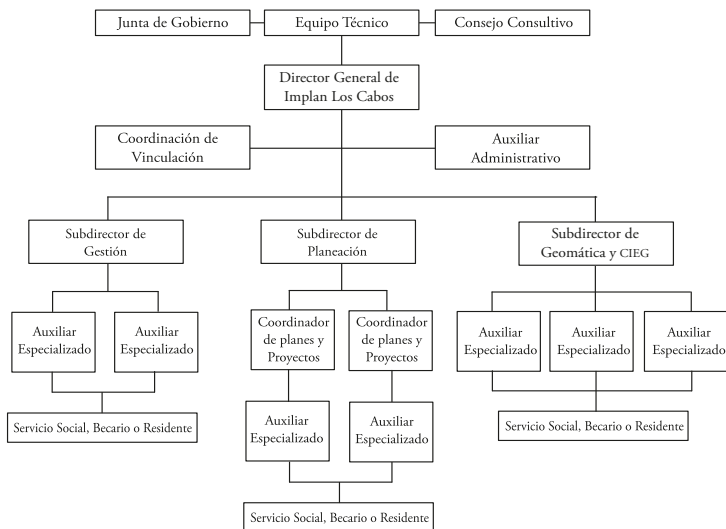 Junta de Gobierno
Equipo Técnico
Consejo Consultivo
Director General de
Implan Los Cabos
Coordinación de
Vinculación
Auxiliar
Administrativo
Subdirector de
Gestión
Subdirector de
Planeación
Subdirector de
Geomática y CIEG
Auxiliar
Especializado
Auxiliar
Especializado
Coordinador
de planes y
Proyectos
Coordinador
de planes y
Proyectos
Auxiliar
Especializado
Auxiliar
Especializado
Auxiliar
Especializado
Auxiliar
Especializado
Auxiliar
Especializado
Servicio Social, Becario o Residente
Servicio Social, Becario o Residente
Servicio Social, Becario o Residente